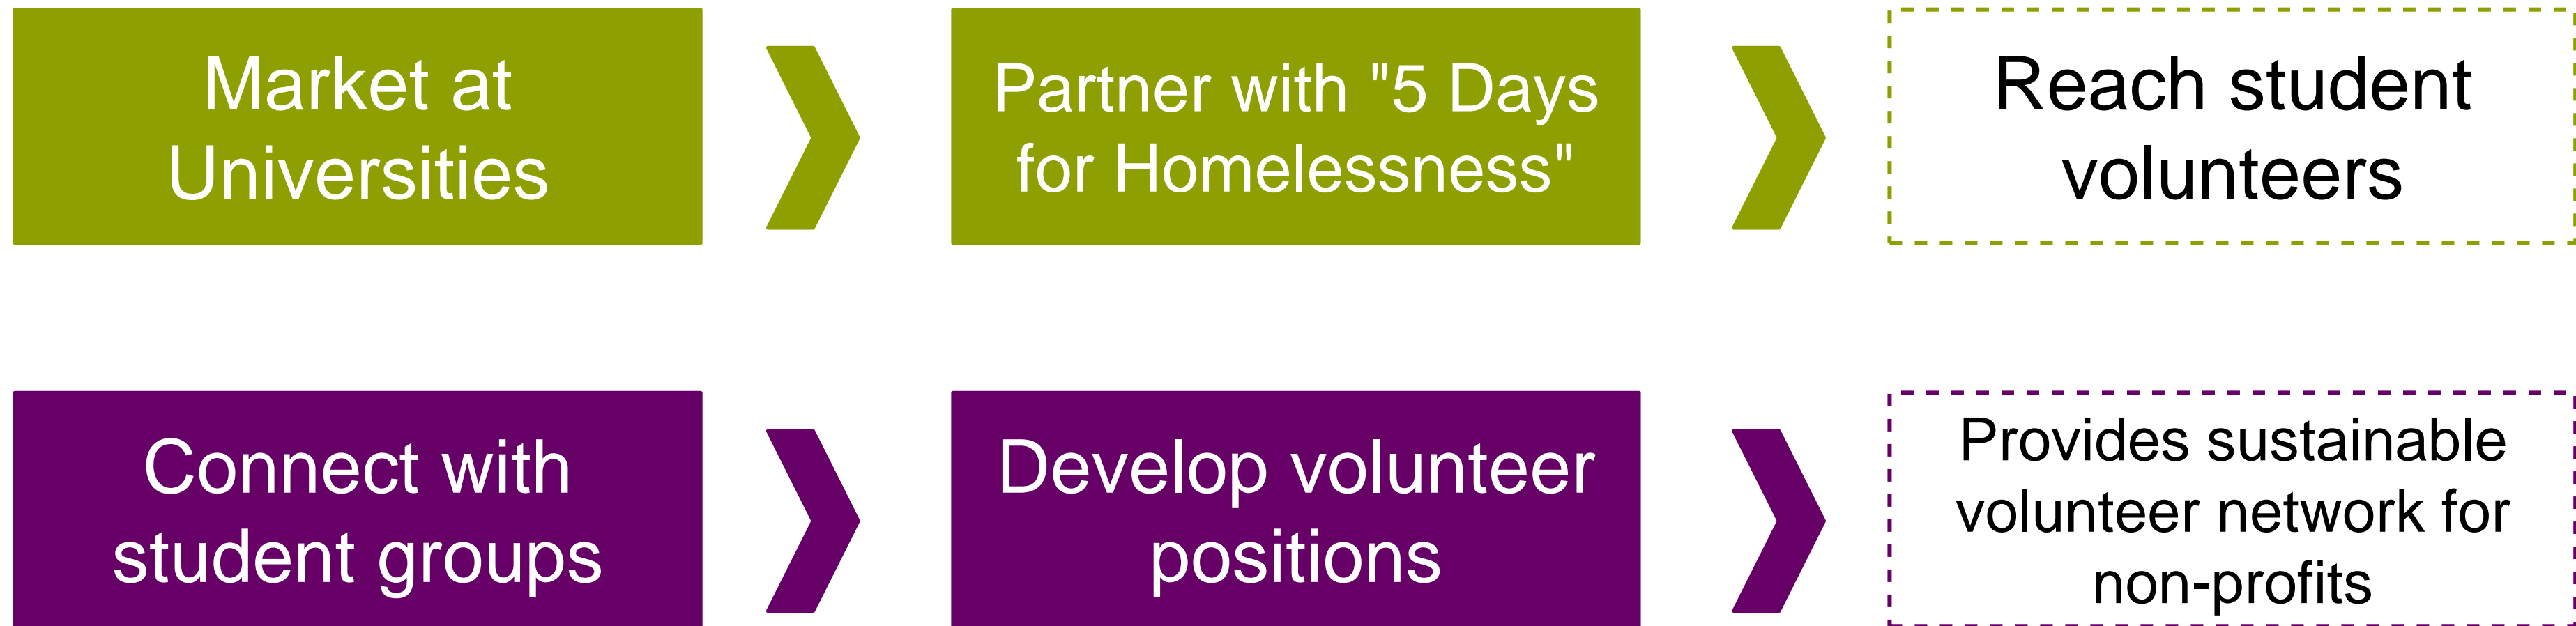 Market at
Universities
Partner with "5 Days
for Homelessness"
Reach student
volunteers
Connect with
student groups
Develop volunteer
positions
Provides sustainable
volunteer network for
non-profits